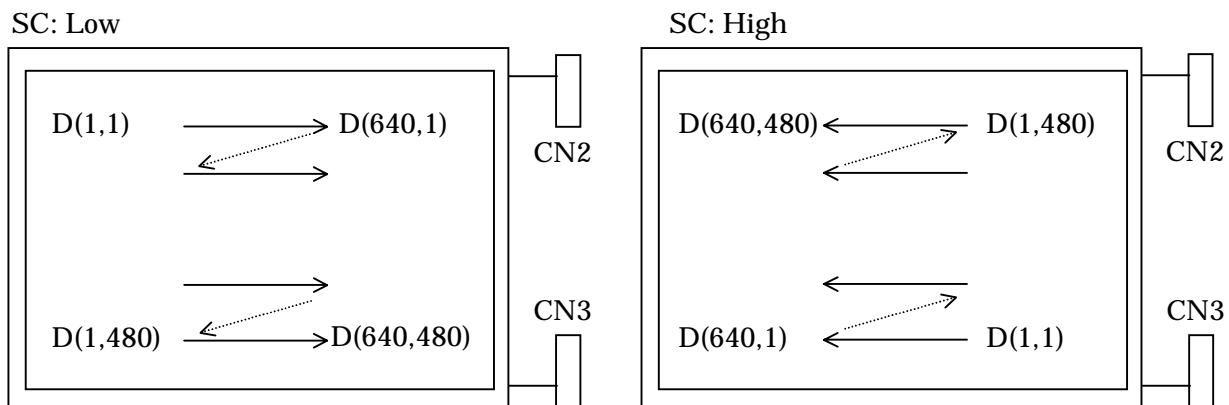 SC: Low
D(1,1) D(640,1)
CN2
CN3
D(1,480) D(640,480)
SC: High
D(640,480) D(1,480)
CN2
CN3
D(640,1) D(1,1)